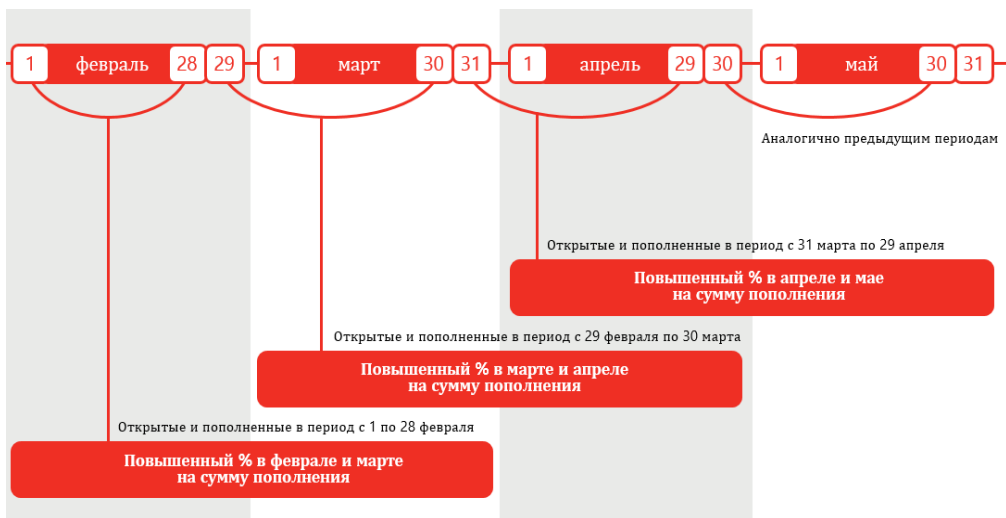 1 февраль 28 29 1 март 30 31 1 апрель 29 30 1 май 30 31
Аналогично предыдущим периодам
Открытые и пополненные в период с 31 марта по 29 апреля
Повышенный % в апреле и мае
на сумму пополнения
Открытые и пополненные в период с 29 февраля по 30 марта
Повышенный % в марте и апреле
на сумму пополнения
Открытые и пополненные в период с 1 по 28 февраля
Повышенный % в феврале и марте
на сумму пополнения